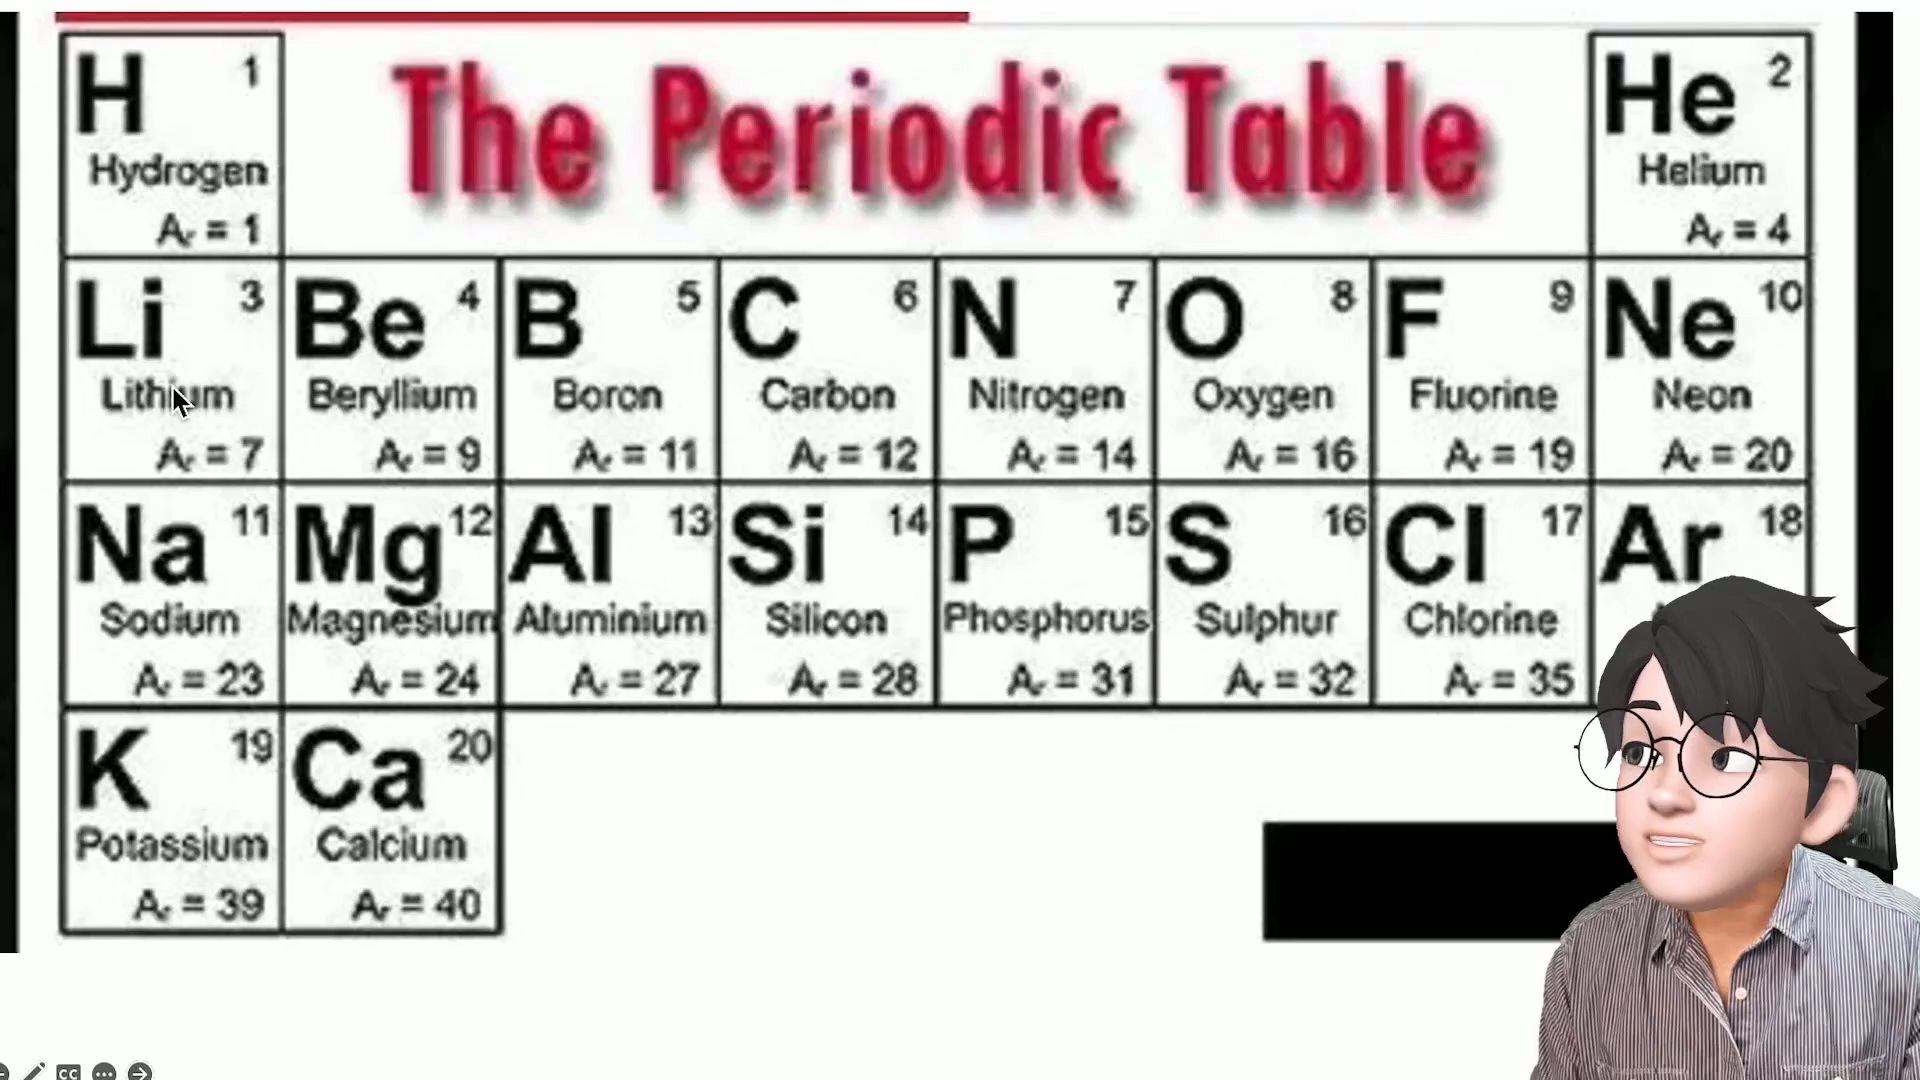 H 1 The Periodic Table He 2
Hydrogen Helium
Ar = 1 Ar = 4
Li 3 Be 4 B 5 C 6 N 7 O 8 F 9 Ne 10
Lithium Beryllium Boron Carbon Nitrogen Oxygen Fluorine Neon
Ar = 7 Ar = 9 Ar = 11 Ar = 12 Ar = 14 Ar = 16 Ar = 19 Ar = 20
Na 11 Mg 12 Al 13 Si 14 P 15 S 16 Cl 17 Ar 18
Sodium Magnesium Aluminium Silicon Phosphorus Sulphur Chlorine
Ar = 23 Ar = 24 Ar = 27 Ar = 28 Ar = 31 Ar = 32 Ar = 35
K 19 Ca 20
Potassium Calcium
Ar = 39 Ar = 40
CC